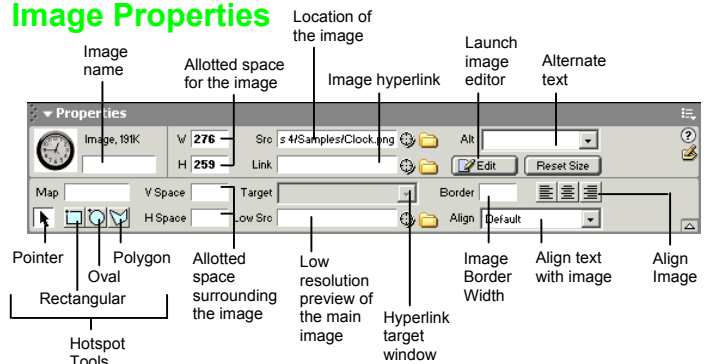 Image Properties
Location of
the image
Image
name
Allotted space
for the image
Image hyperlink
Launch
image
editor
Alternate
text
Properties
Image, 191K
W 276
Src s 4/Samples/Clock.png
Alt
H 259
Link
Edit
Reset Size
Map
V Space
Target
Border
H Space
Low Src
Align Default
Pointer
Oval
Polygon
Rectangular
Hotspot
Tools
Allotted
space
surrounding
the image
Low
resolution
preview of
the main
image
Hyperlink
target
window
Image
Border
Width
Align text
with image
Align
Image